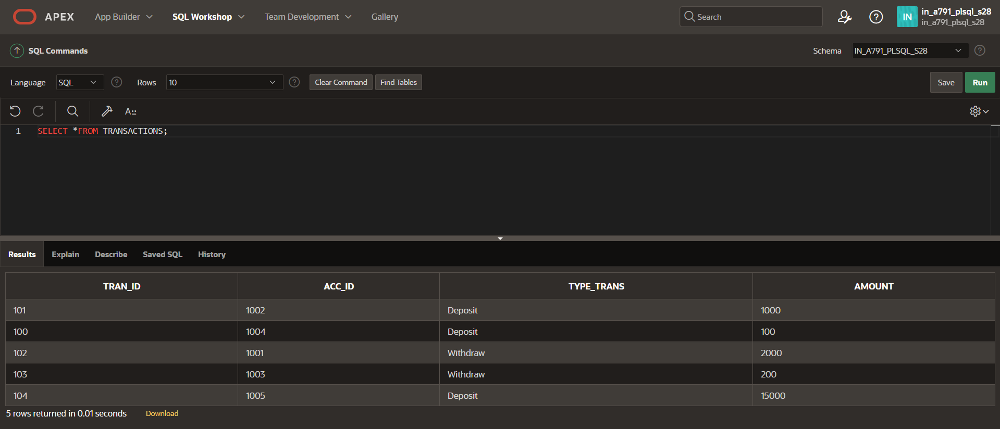 APEX App Builder SQL Workshop Team Development Gallery Search IN in_a791_plsql_s28
in_a791_plsql_s28
SQL Commands Schema IN_A791_PLSQL_S28
Language SQL Rows 10 Clear Command Find Tables Save Run
A::
1 SELECT *FROM TRANSACTIONS;
Results Explain Describe Saved SQL History
TRAN_ID ACC_ID TYPE_TRANS AMOUNT
101 1002 Deposit 1000
100 1004 Deposit 100
102 1001 Withdraw 2000
103 1003 Withdraw 200
104 1005 Deposit 15000
5 rows returned in 0.01 seconds Download